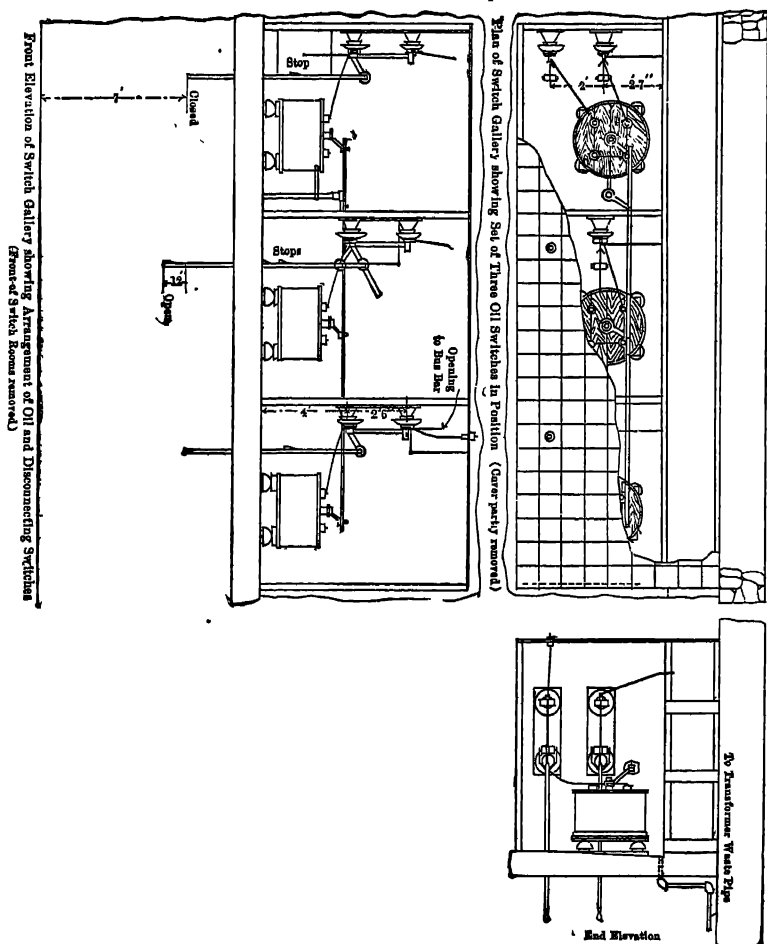 Plan of Switch Gallery showing Set of Three Oil Switches in Position (Cover partly removed)
2'
2'-7"
Stop
Closed
7'
Stops
12"
Open
4'
2'6"
Opening
to Bus Bar
Front Elevation of Switch Gallery showing Arrangement of Oil and Disconnecting Switches
(Front of Switch Rooms removed)
To Transformer Waste Pipe
End Elevation